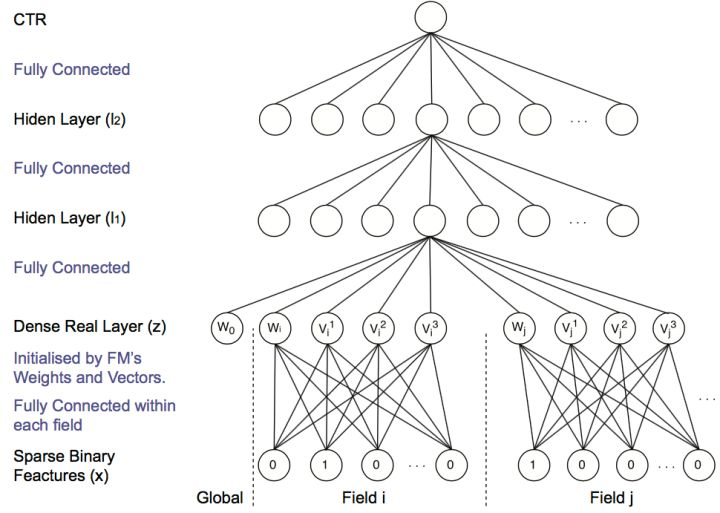 CTR
Fully Connected
Hiden Layer (l₂)
Fully Connected
Hiden Layer (l₁)
Fully Connected
Dense Real Layer (z)
W₀ Wᵢ Vᵢ¹ Vᵢ² Vᵢ³ Wⱼ Vⱼ¹ Vⱼ² Vⱼ³
Initialised by FM's
Weights and Vectors.
Fully Connected within
each field
Sparse Binary
Feactures (x)
0 1 0 ... 0 1 0 0 ... 0
Global Field i Field j